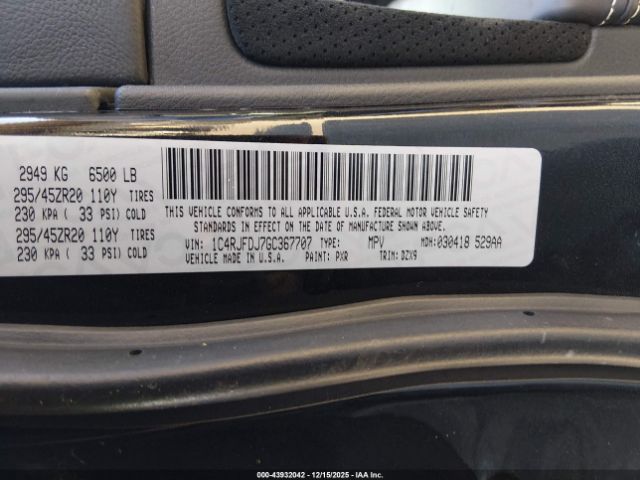 2949 KG 6500 LB
295/45ZR20 110Y TIRES
230 KPA ( 33 PSI) COLD
295/45ZR20 110Y TIRES
230 KPA ( 33 PSI) COLD
THIS VEHICLE CONFORMS TO ALL APPLICABLE U.S.A. FEDERAL MOTOR VEHICLE SAFETY
STANDARDS IN EFFECT ON THE DATE OF MANUFACTURE SHOWN ABOVE.
VIN: 1C4RJFDJ7GC367707 TYPE: MPV MDH: 030418 529AA
VEHICLE MADE IN U.S.A. PAINT: PXR TRIM: DZX9
000-43932042 - 12/15/2025 - IAA Inc.